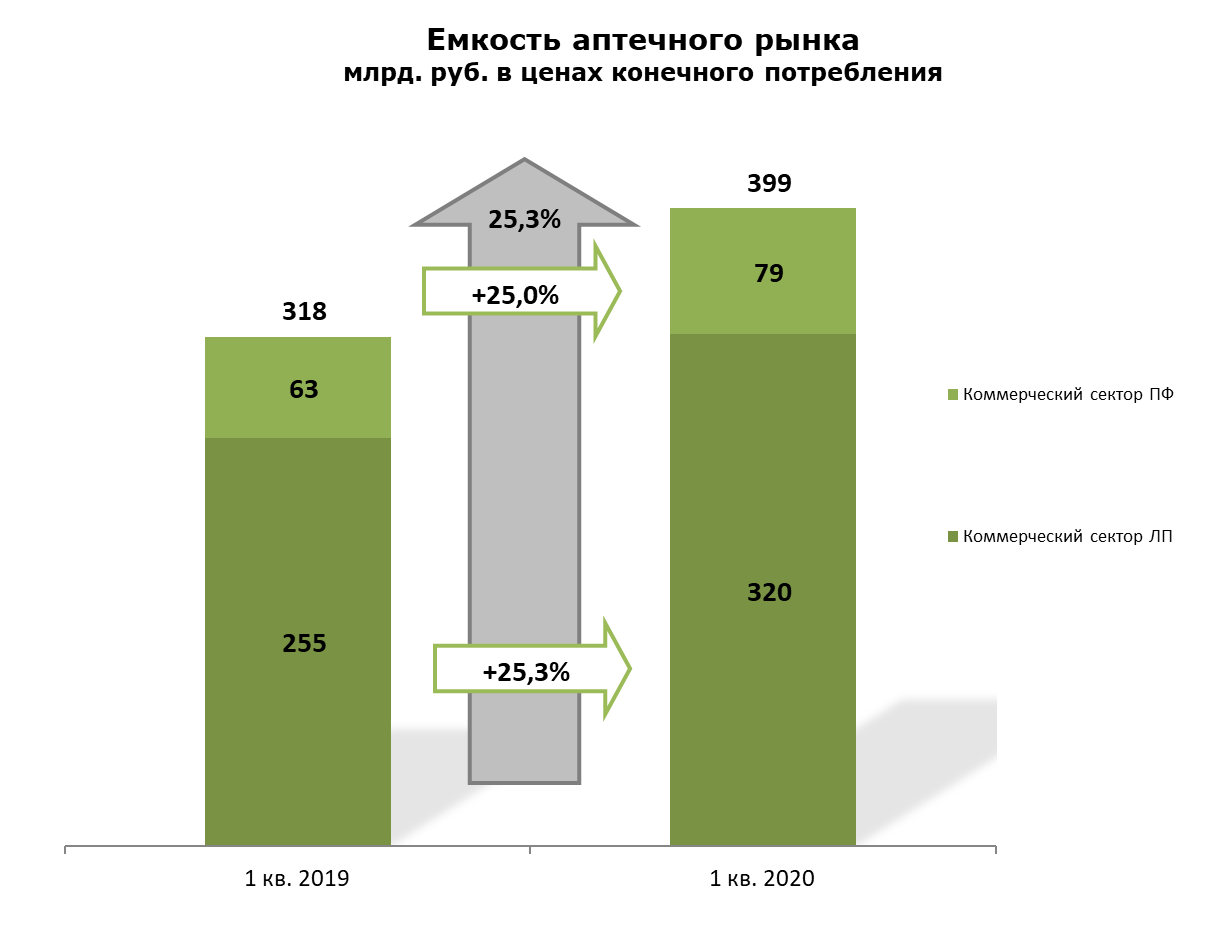 Емкость аптечного рынка
млрд. руб. в ценах конечного потребления
399
25,3%
79
+25,0%
318
63
Коммерческий сектор ПФ
Коммерческий сектор ЛП
320
255
+25,3%
1 кв. 2019
1 кв. 2020